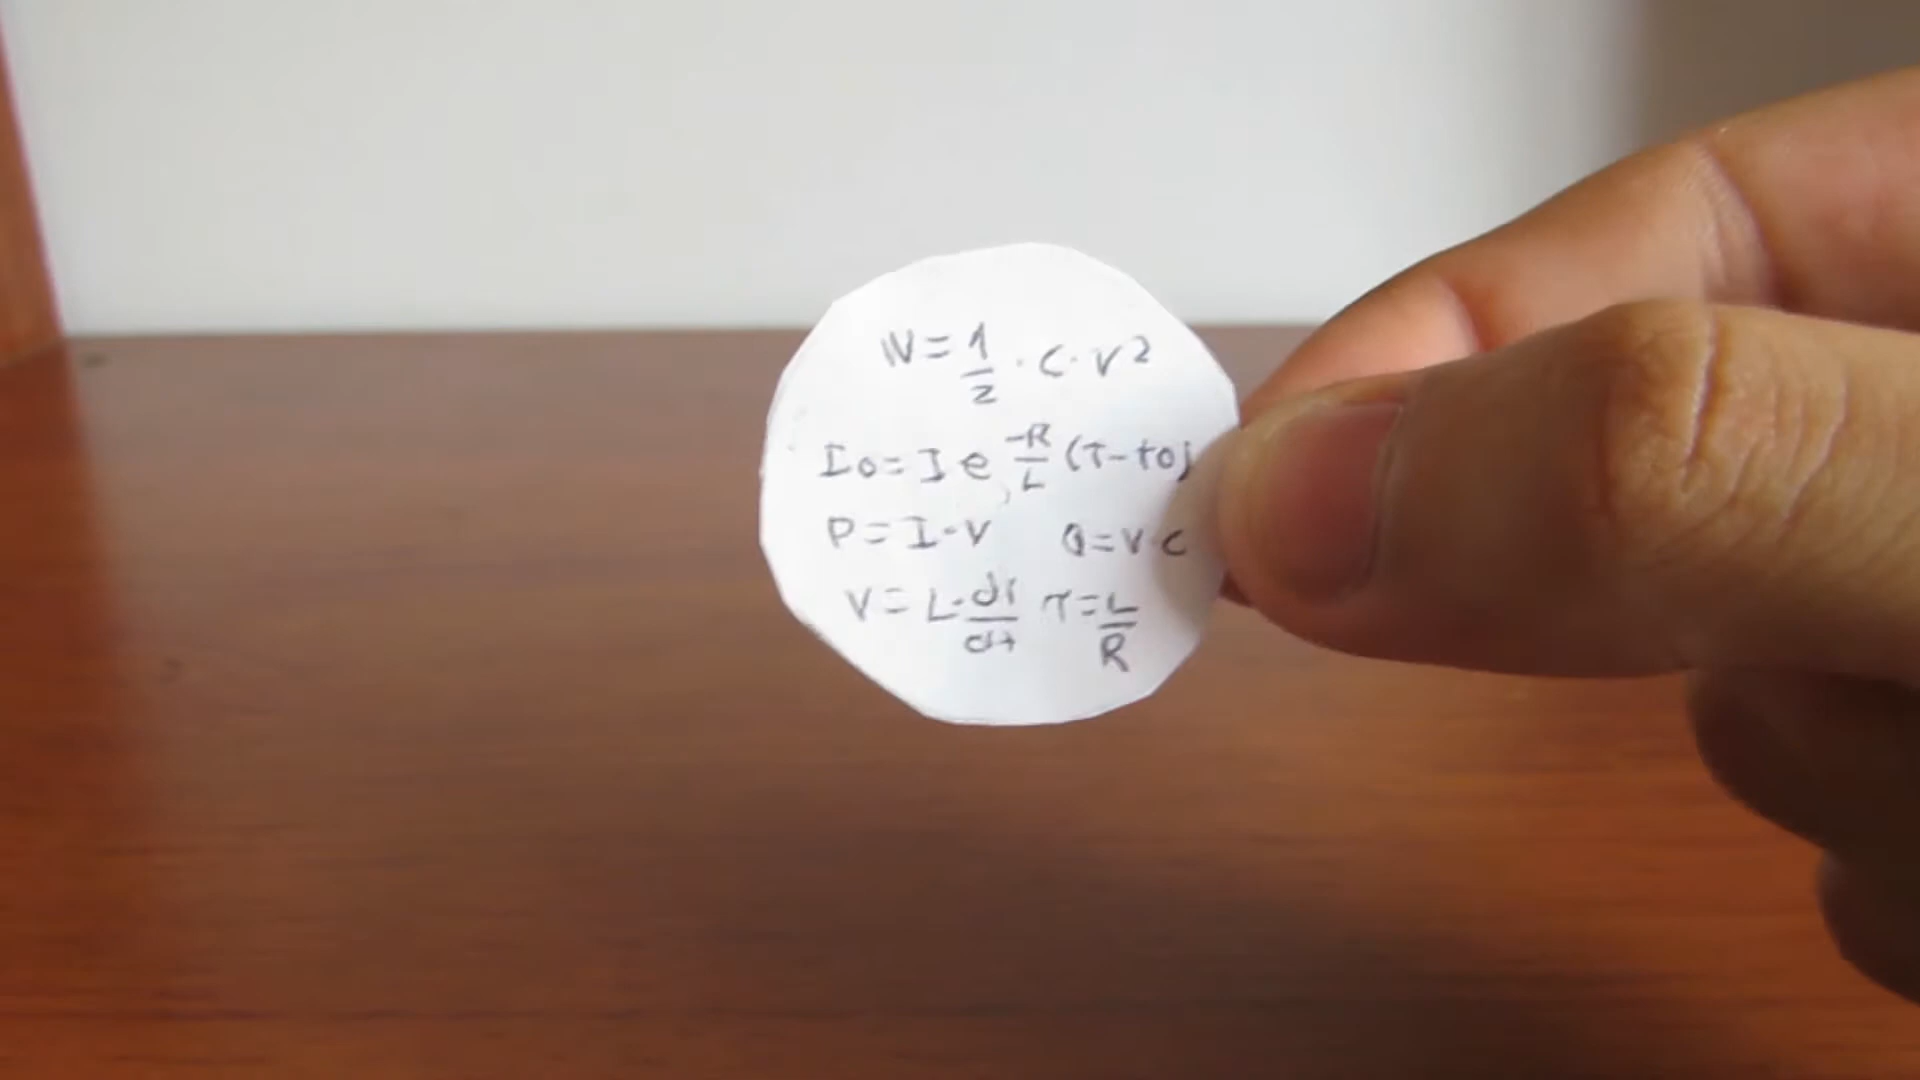 W = 1/2 · C · V²
Io = I e -R/L (T - to)
P = I · V   Q = V · C
V = L · di/dt   T = L/R